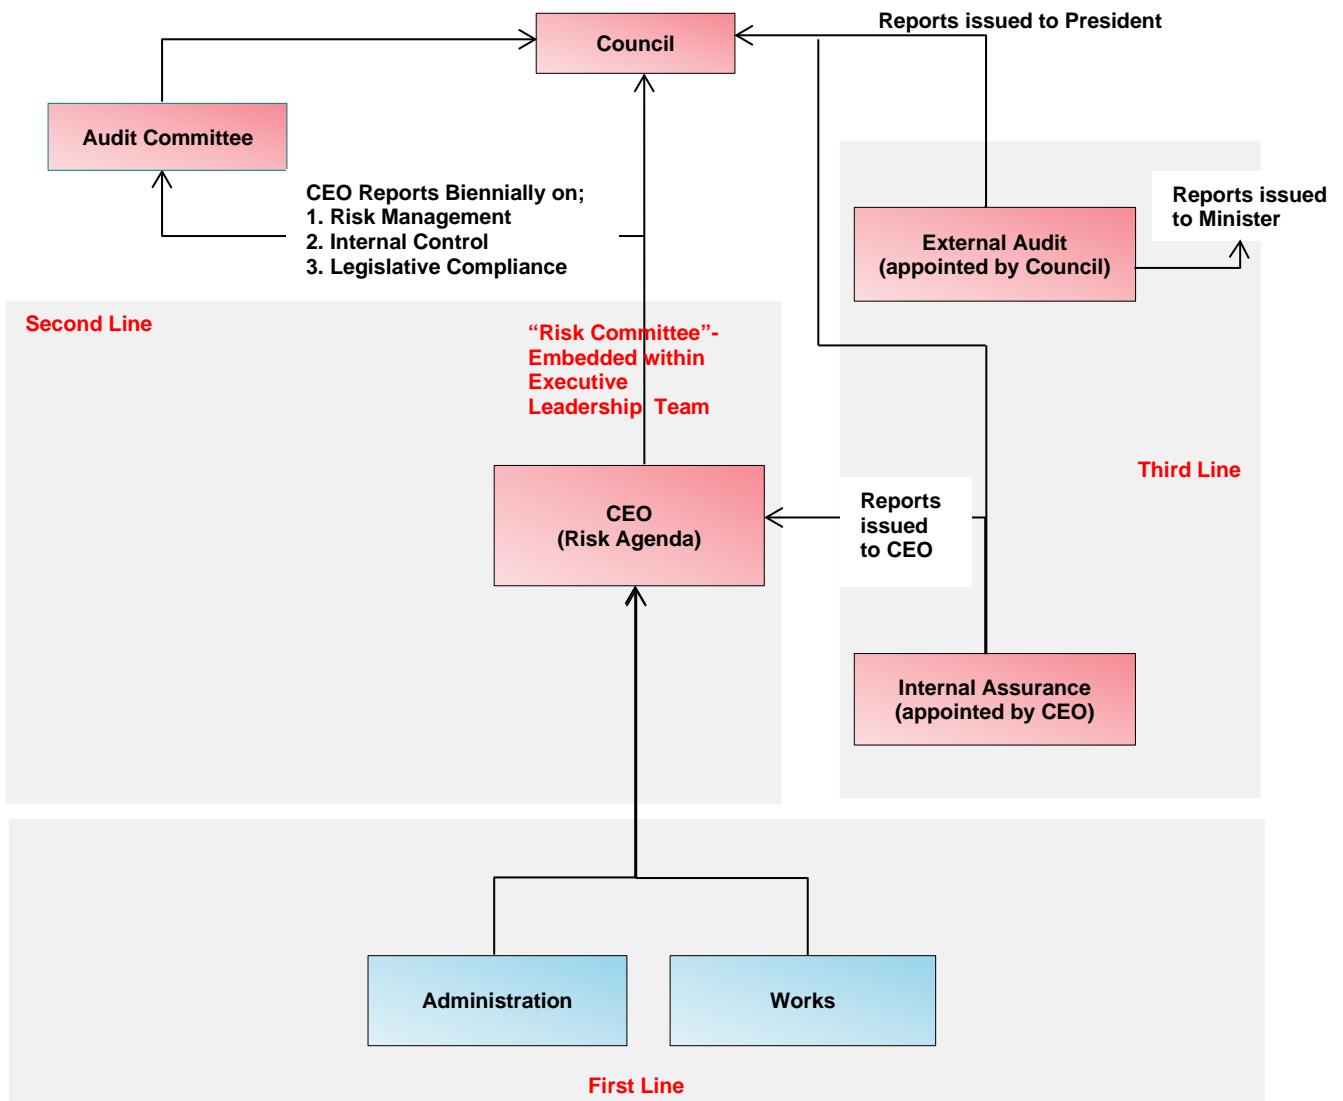 Reports issued to President
Council
Audit Committee
CEO Reports Biennially on;
1. Risk Management
2. Internal Control
3. Legislative Compliance
Reports issued
to Minister
External Audit
(appointed by Council)
Second Line
“Risk Committee”-
Embedded within
Executive
Leadership Team
Third Line
CEO
(Risk Agenda)
Reports
issued
to CEO
Internal Assurance
(appointed by CEO)
Administration
Works
First Line